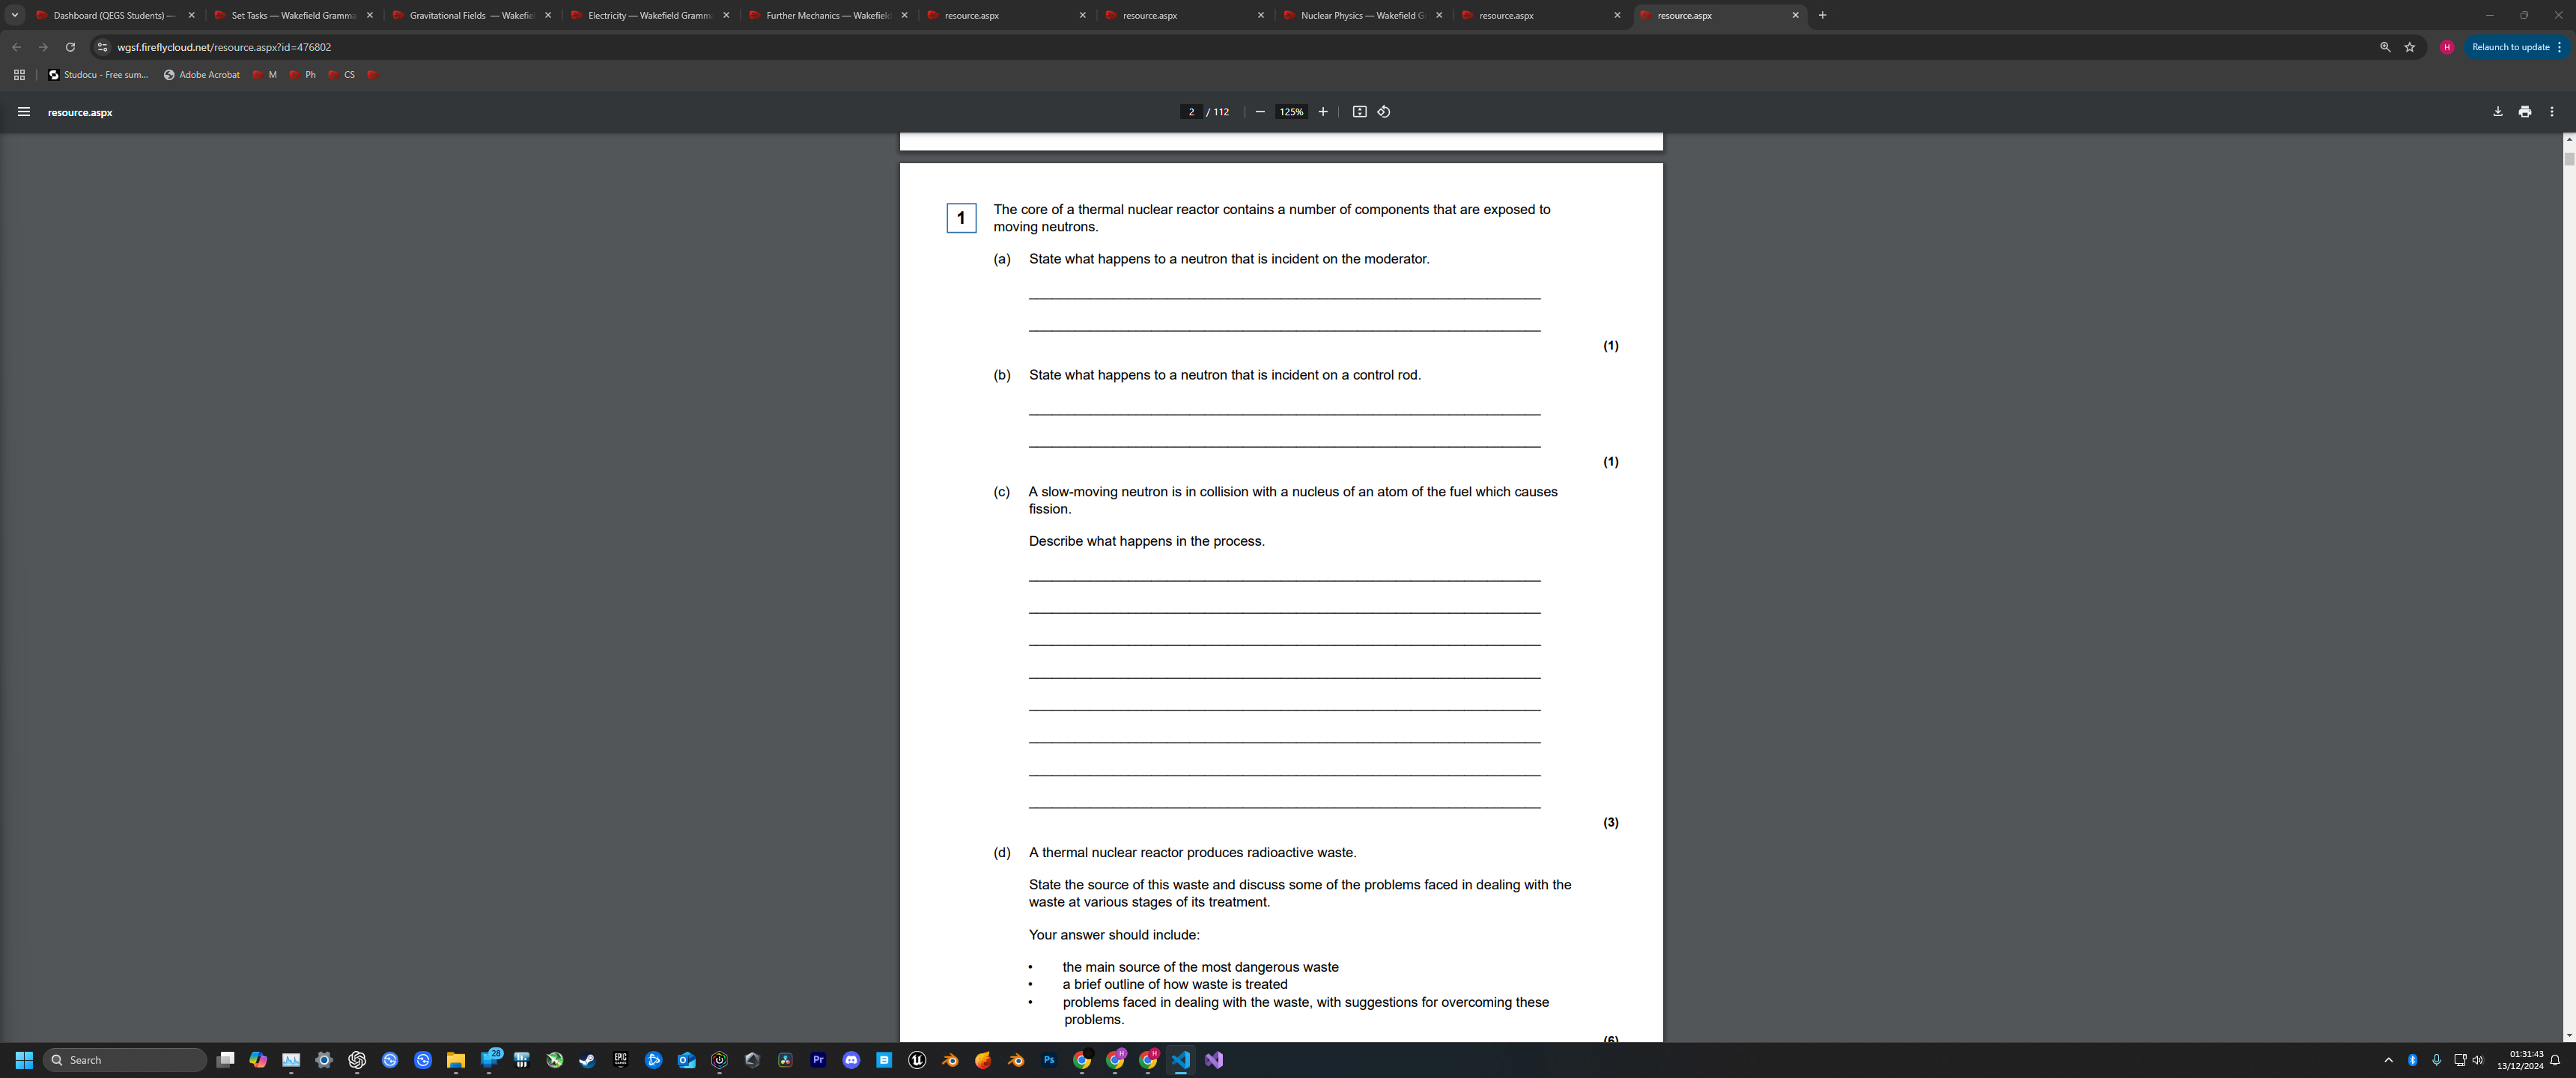 Dashboard (QEGS Students) —
Set Tasks — Wakefield Gramma
Gravitational Fields — Wakefie
Electricity — Wakefield Gramma
Further Mechanics — Wakefield
resource.aspx
resource.aspx
Nuclear Physics — Wakefield G
resource.aspx
resource.aspx
wgsf.fireflycloud.net/resource.aspx?id=476802
H
Relaunch to update
Studocu - Free sum...
Adobe Acrobat
M
Ph
CS
resource.aspx
2 / 112
125%
1 The core of a thermal nuclear reactor contains a number of components that are exposed to
moving neutrons.
(a) State what happens to a neutron that is incident on the moderator.
(1)
(b) State what happens to a neutron that is incident on a control rod.
(1)
(c) A slow-moving neutron is in collision with a nucleus of an atom of the fuel which causes
fission.
Describe what happens in the process.
(3)
(d) A thermal nuclear reactor produces radioactive waste.
State the source of this waste and discuss some of the problems faced in dealing with the
waste at various stages of its treatment.
Your answer should include:
• the main source of the most dangerous waste
• a brief outline of how waste is treated
• problems faced in dealing with the waste, with suggestions for overcoming these
problems.
(6)
Search
28
EPIC
Pr
Ps
H
H
01:31:43
13/12/2024